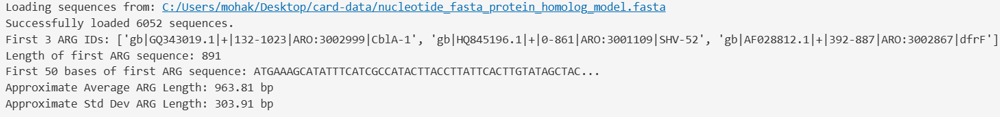 Loading sequences from: C:/Users/mohak/Desktop/card-data/nucleotide_fasta_protein_homolog_model.fasta
Successfully loaded 6052 sequences.
First 3 ARG IDs: ['gb|GQ343019.1|+|132-1023|ARO:3002999|CblA-1', 'gb|HQ845196.1|+|0-861|ARO:3001109|SHV-52', 'gb|AF028812.1|+|392-887|ARO:3002867|dfrF']
Length of first ARG sequence: 891
First 50 bases of first ARG sequence: ATGAAAGCATATTTCATCGCCATACTTACCTTATTCACTTGTATAGCTAC...
Approximate Average ARG Length: 963.81 bp
Approximate Std Dev ARG Length: 303.91 bp